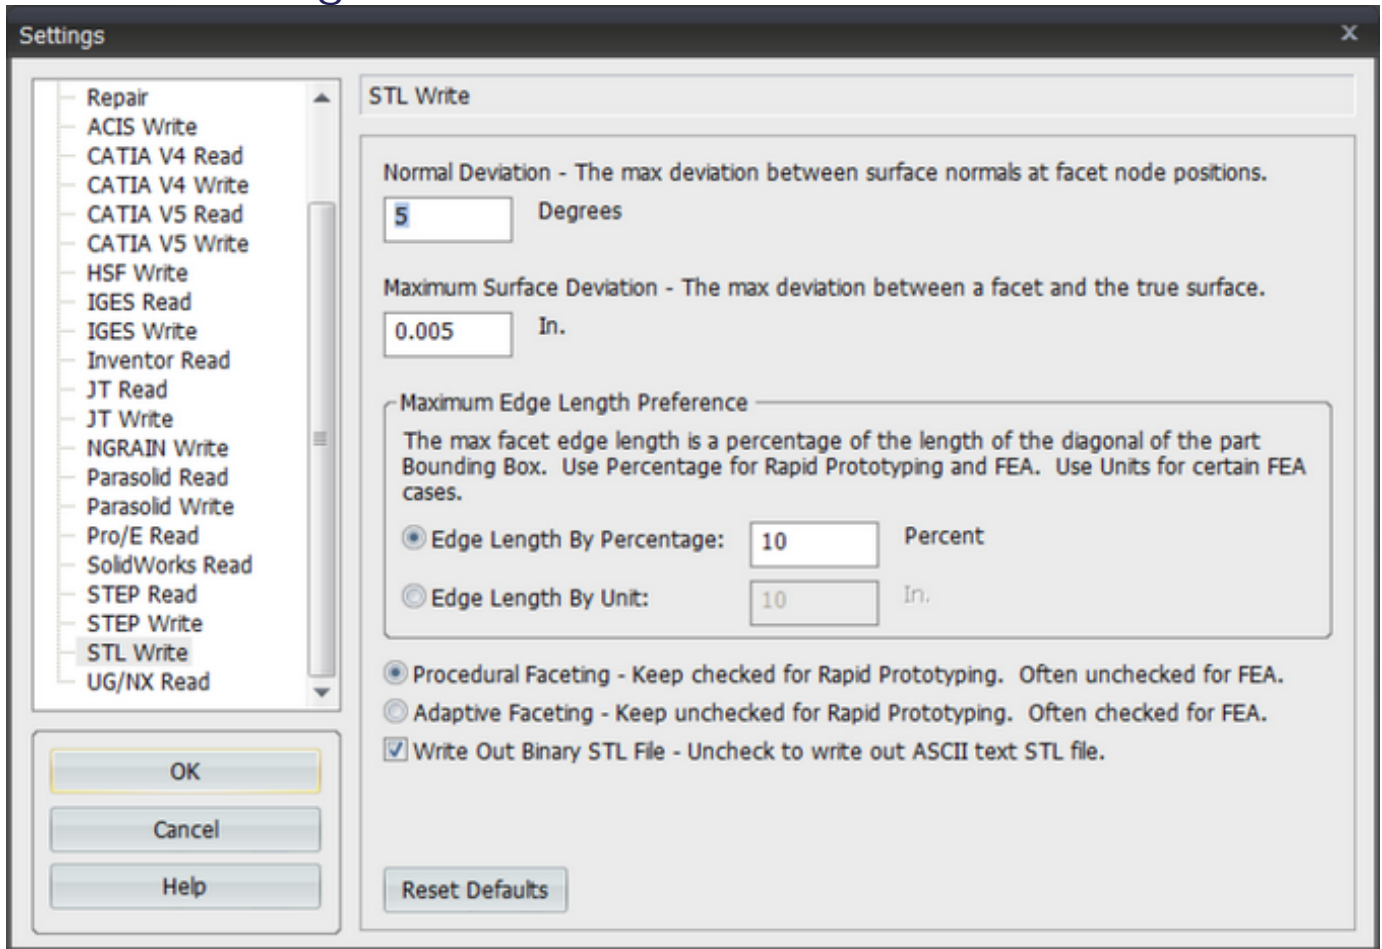 Settings
x
Repair
ACIS Write
CATIA V4 Read
CATIA V4 Write
CATIA V5 Read
CATIA V5 Write
HSF Write
IGES Read
IGES Write
Inventor Read
JT Read
JT Write
NGRAIN Write
Parasolid Read
Parasolid Write
Pro/E Read
SolidWorks Read
STEP Read
STEP Write
STL Write
UG/NX Read
OK
Cancel
Help
STL Write
Normal Deviation - The max deviation between surface normals at facet node positions.
5 Degrees
Maximum Surface Deviation - The max deviation between a facet and the true surface.
0.005 In.
Maximum Edge Length Preference
The max facet edge length is a percentage of the length of the diagonal of the part
Bounding Box. Use Percentage for Rapid Prototyping and FEA. Use Units for certain FEA
cases.
Edge Length By Percentage: 10 Percent
Edge Length By Unit: 10 In.
Procedural Faceting - Keep checked for Rapid Prototyping. Often unchecked for FEA.
Adaptive Faceting - Keep unchecked for Rapid Prototyping. Often checked for FEA.
Write Out Binary STL File - Uncheck to write out ASCII text STL file.
Reset Defaults